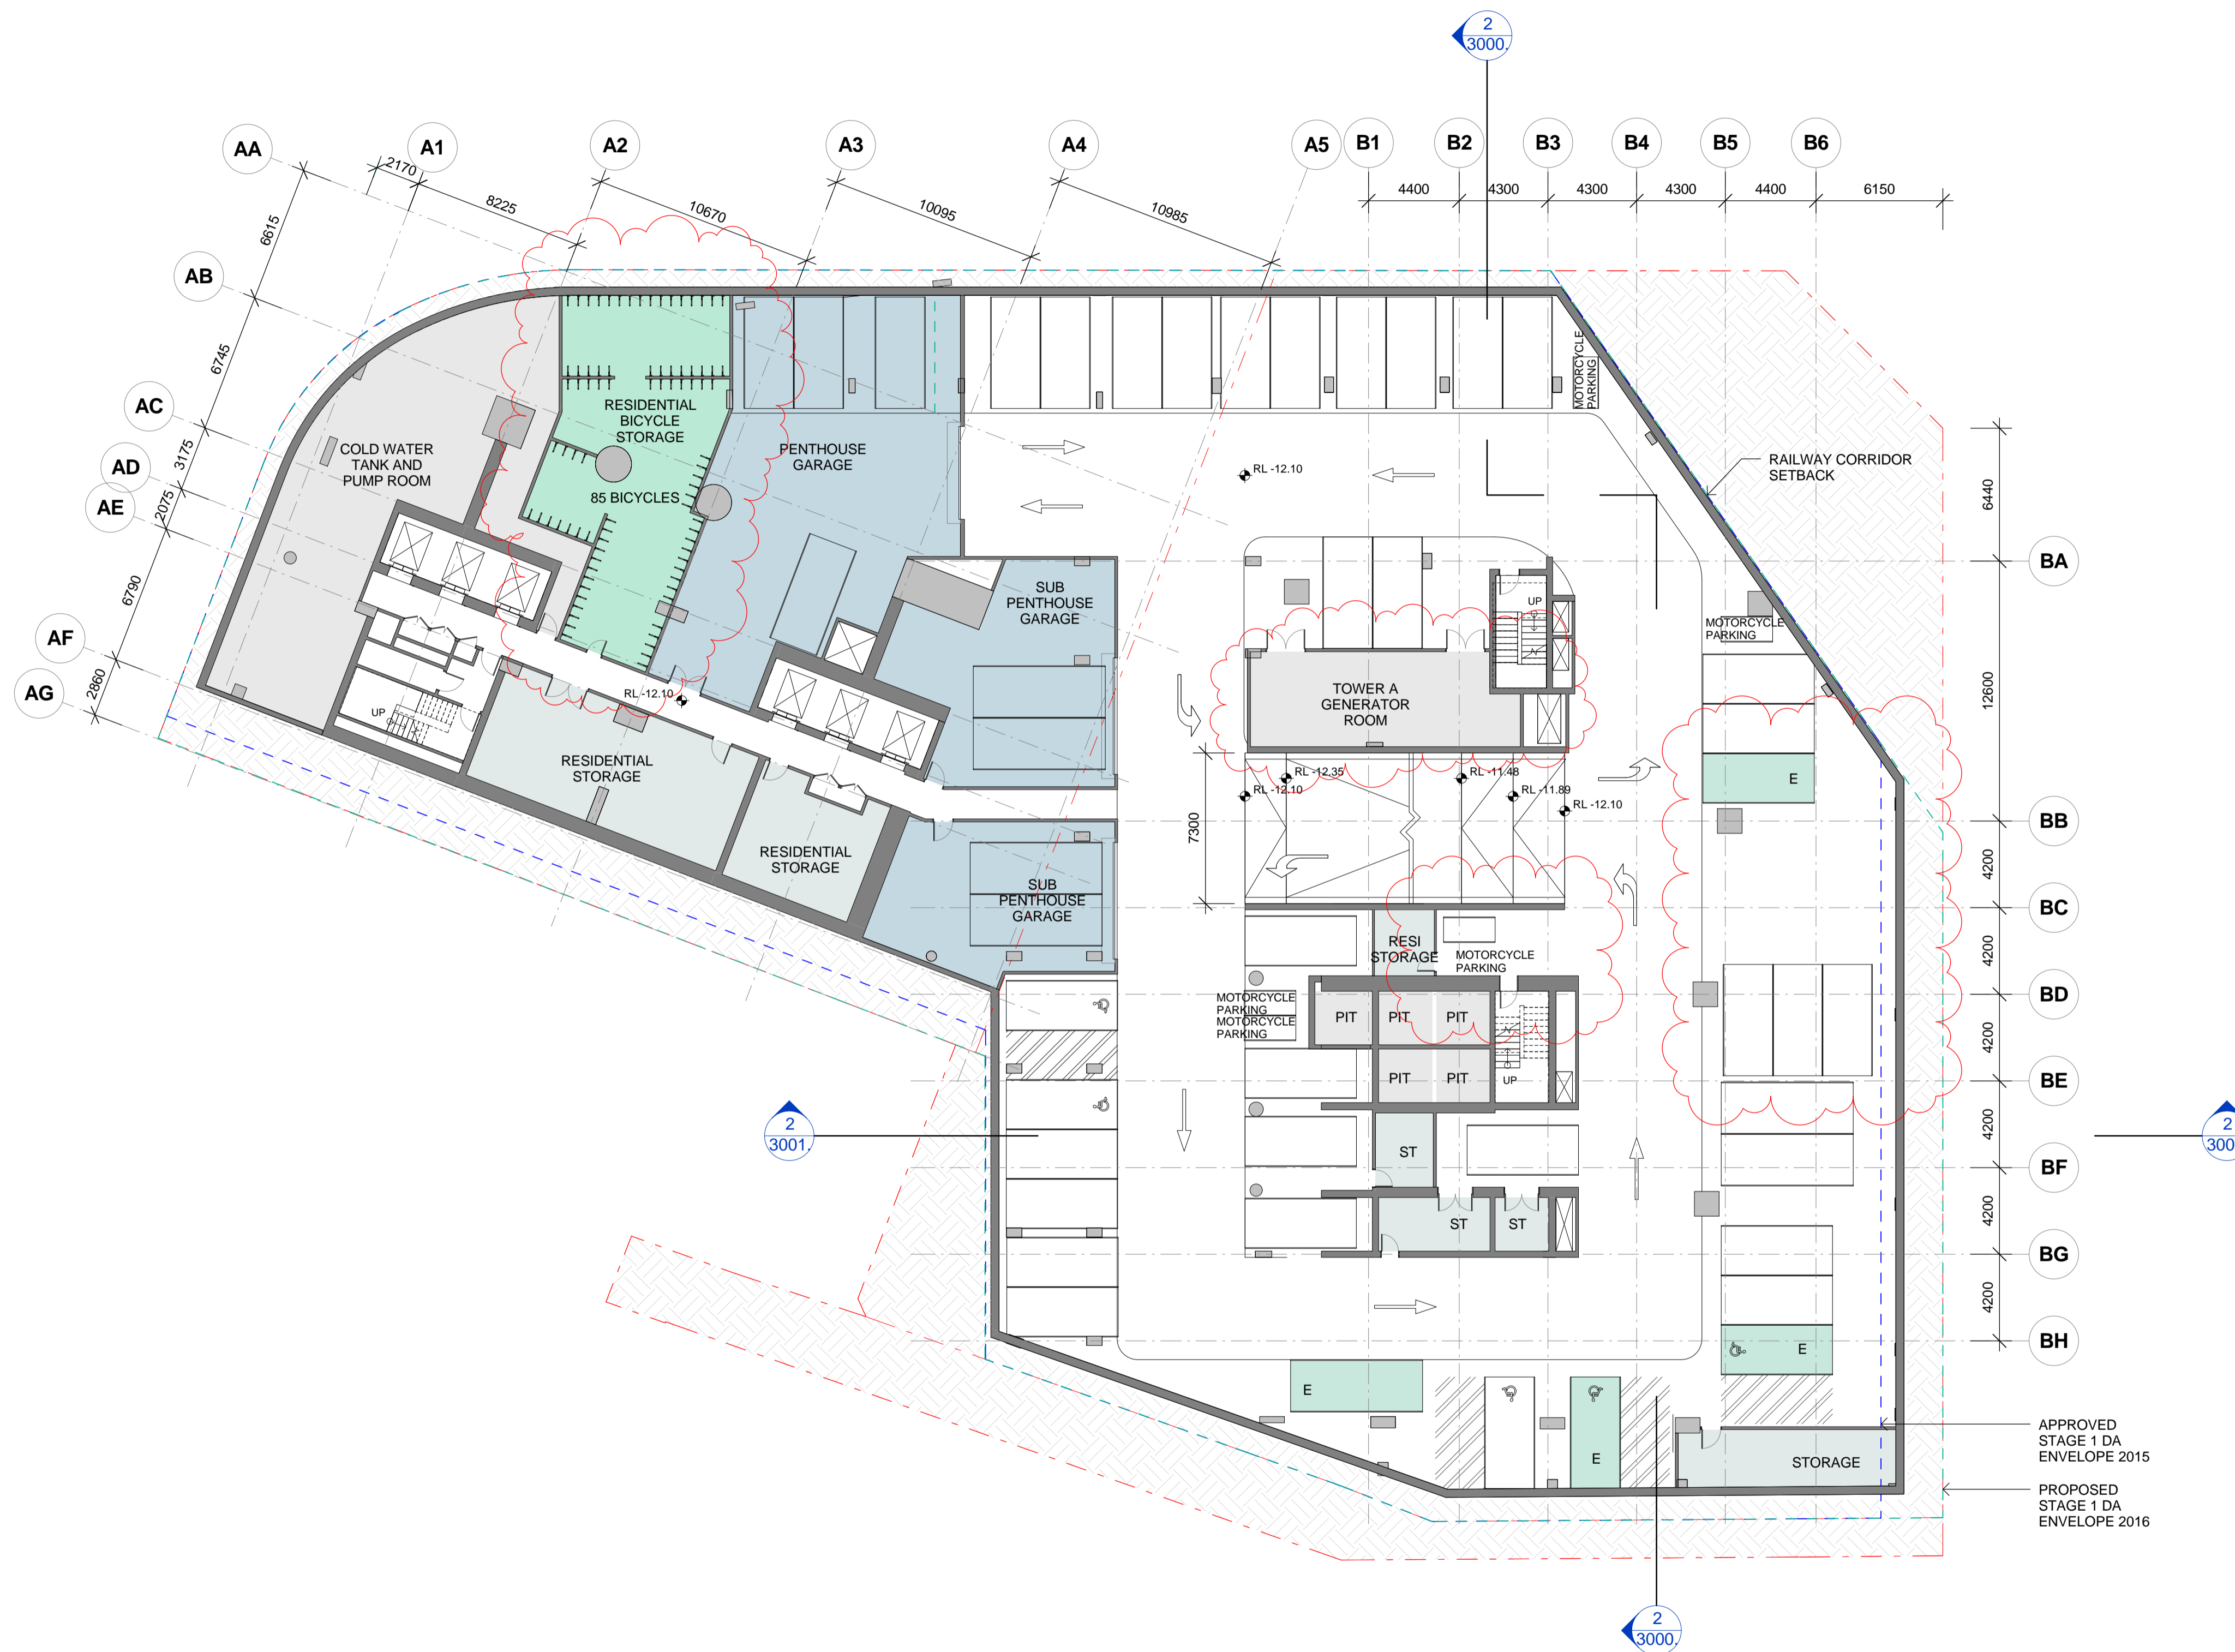 2
3000.
AA
A1
A2
A3
A4
A5
B1
B2
B3
B4
B5
B6
2170
8225
10670
10095
10985
4400
4300
4300
4300
4400
6150
6615
AB
6745
AC
3175
AD
2075
AE
6790
AF
2860
AG
COLD WATER
TANK AND
PUMP ROOM
RESIDENTIAL
BICYCLE
STORAGE
85 BICYCLES
PENTHOUSE
GARAGE
MOTORCYCLE
PARKING
RAILWAY CORRIDOR
SETBACK
RL -12.10
6440
BA
SUB
PENTHOUSE
GARAGE
UP
MOTORCYCLE
PARKING
12600
TOWER A
GENERATOR
ROOM
RL -12.10
UP
RESIDENTIAL
STORAGE
RESIDENTIAL
STORAGE
RL -12.35
RL -12.10
RL -11.48
RL -11.89
RL -12.10
E
7300
BB
4200
SUB
PENTHOUSE
GARAGE
BC
4200
RESI
STORAGE
MOTORCYCLE
PARKING
MOTORCYCLE
PARKING
MOTORCYCLE
PARKING
PIT
PIT
PIT
BD
4200
PIT
PIT
UP
BE
4200
2
3001.
2
300
ST
BF
4200
ST
ST
BG
4200
E
BH
E
E
STORAGE
APPROVED
STAGE 1 DA
ENVELOPE 2015
PROPOSED
STAGE 1 DA
ENVELOPE 2016
2
3000.